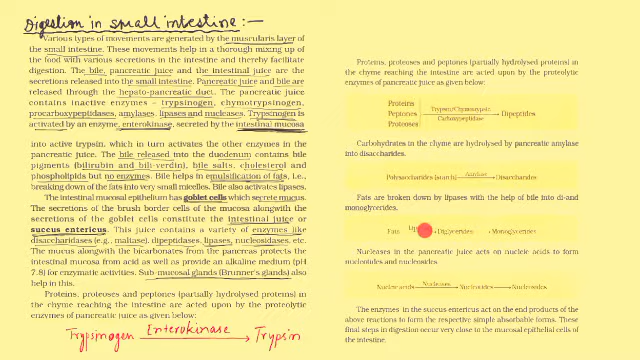 Digestion in small intestine :—
Various types of movements are generated by the muscularis layer of
the small intestine. These movements help in a thorough mixing up of
the food with various secretions in the intestine and thereby facilitate
digestion. The bile, pancreatic juice and the intestinal juice are
the secretions released into the small intestine. Pancreatic juice and bile are
released through the hepato-pancreatic duct. The pancreatic juice
contains inactive enzymes – trypsinogen, chymotrypsinogen,
procarboxypeptidases, amylases, lipases and nucleases. Trypsinogen is
activated by an enzyme, enterokinase, secreted by the intestinal mucosa
into active trypsin, which in turn activates the other enzymes in the
pancreatic juice. The bile released into the duodenum contains bile
pigments (bilirubin and bili-verdin), bile salts, cholesterol and
phospholipids but no enzymes. Bile helps in emulsification of fats, i.e.,
breaking down of the fats into very small micelles. Bile also activates lipases.
The intestinal mucosal epithelium has goblet cells which secrete mucus.
The secretions of the brush border cells of the mucosa alongwith the
secretions of the goblet cells constitute the intestinal juice or
succus entericus. This juice contains a variety of enzymes like
disaccharidases (e.g., maltase), dipeptidases, lipases, nucleosidases, etc.
The mucus alongwith the bicarbonates from the pancreas protects the
intestinal mucosa from acid as well as provide an alkaline medium (pH
7.8) for enzymatic activities. Sub-mucosal glands (Brunner's glands) also
help in this.
Proteins, proteoses and peptones (partially hydrolysed proteins) in
the chyme reaching the intestine are acted upon by the proteolytic
enzymes of pancreatic juice as given below:
Trypsinogen Enterokinase Trypsin
Proteins, proteoses and peptones (partially hydrolysed proteins) in
the chyme reaching the intestine are acted upon by the proteolytic
enzymes of pancreatic juice as given below:
Proteins
Peptones Trypsin/Chymotrypsin Dipeptides
Proteoses Carboxypeptidase
Carbohydrates in the chyme are hydrolysed by pancreatic amylase
into disaccharides.
Polysaccharides (starch) Amylase Disaccharides
Fats are broken down by lipases with the help of bile into di-and
monoglycerides.
Fats Diglycerides Monoglycerides
Nucleases in the pancreatic juice acts on nucleic acids to form
nucleotides and nucleosides
Nucleic acids Nucleases Nucleotides Nucleosides
The enzymes in the succus entericus act on the end products of the
above reactions to form the respective simple absorbable forms. These
final steps in digestion occur very close to the mucosal epithelial cells of
the intestine.